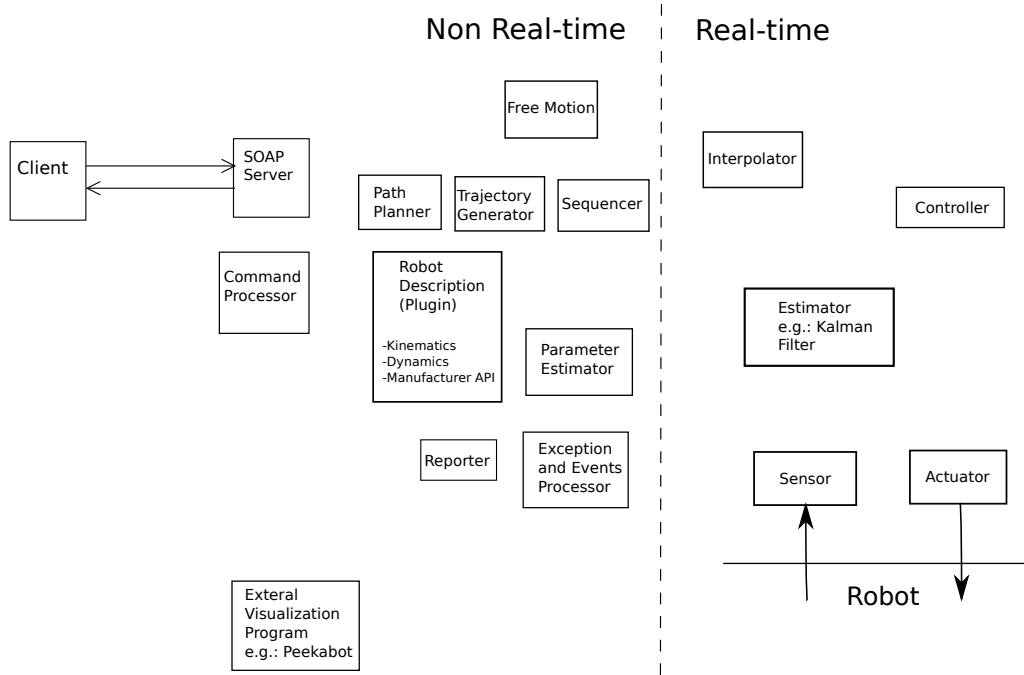 Non Real-time
Real-time
Free Motion
Client
SOAP
Server
Path
Planner
Trajectory
Generator
Sequencer
Interpolator
Controller
Command
Processor
Robot
Description
(Plugin)
-Kinematics
-Dynamics
-Manufacturer API
Parameter
Estimator
Estimator
e.g.: Kalman
Filter
Reporter
Exception
and Events
Processor
Sensor
Actuator
Robot
Exteral
Visualization
Program
e.g.: Peekabot